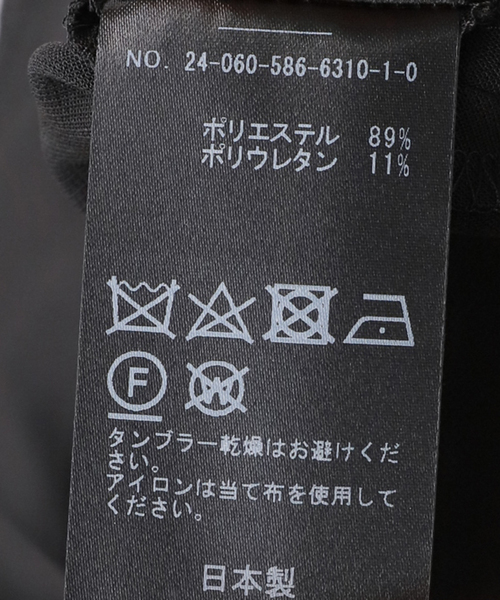 NO. 24-060-586-6310-1-0
ポリエステル 89%
ポリウレタン 11%
F
W
タンブラー乾燥はお避けくだ
さい。
アイロンは当て布を使用して
ください。
日本製